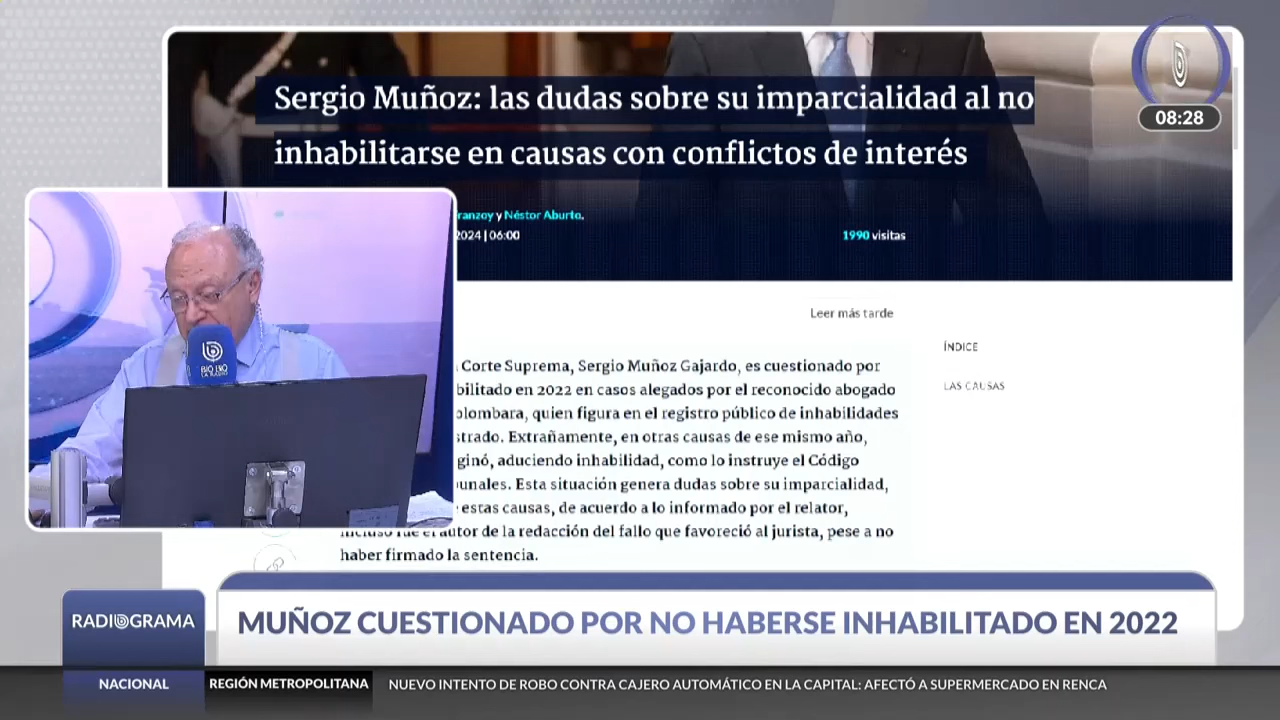 Sergio Muñoz: las dudas sobre su imparcialidad al no
inhabilitarse en causas con conflictos de interés
08:28
y Néstor Aburto.
2024 | 06:00
1990 visitas
Leer más tarde
ÍNDICE
LAS CAUSAS
Corte Suprema, Sergio Muñoz Gajardo, es cuestionado por
en 2022 en casos alegados por el reconocido abogado
quien figura en el registro público de inhabilidades
Extrañamente, en otras causas de ese mismo año,
aduciendo inhabilidad, como lo instruye el Código
Esta situación genera dudas sobre su imparcialidad,
estas causas, de acuerdo a lo informado por el relator,
incluso fue el autor de la redacción del fallo que favoreció al jurista, pese a no
haber firmado la sentencia.
BIO BIO
LA RADIO
RADIOGRAMA
MUÑOZ CUESTIONADO POR NO HABERSE INHABILITADO EN 2022
NACIONAL
REGIÓN METROPOLITANA
NUEVO INTENTO DE ROBO CONTRA CAJERO AUTOMÁTICO EN LA CAPITAL: AFECTÓ A SUPERMERCADO EN RENCA